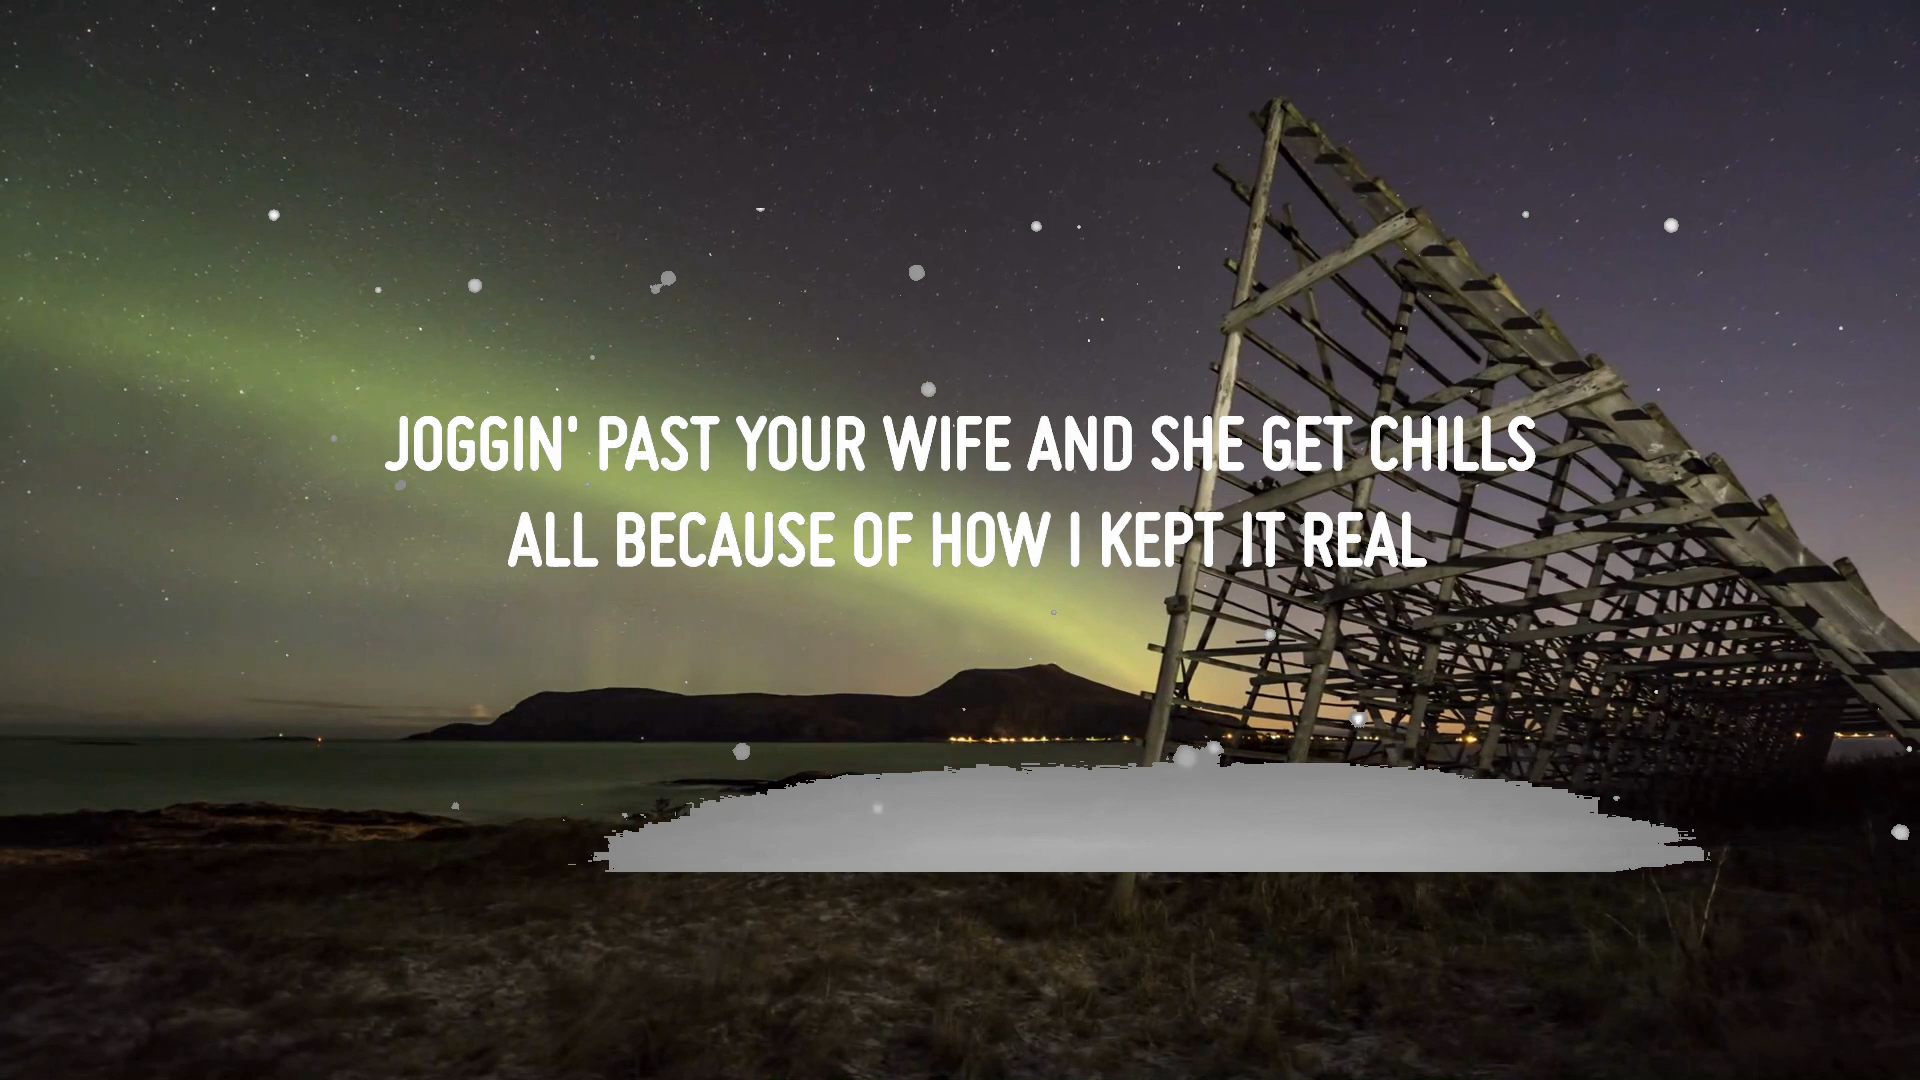 JOGGIN' PAST YOUR WIFE AND SHE GET CHILLS
ALL BECAUSE OF HOW I KEPT IT REAL